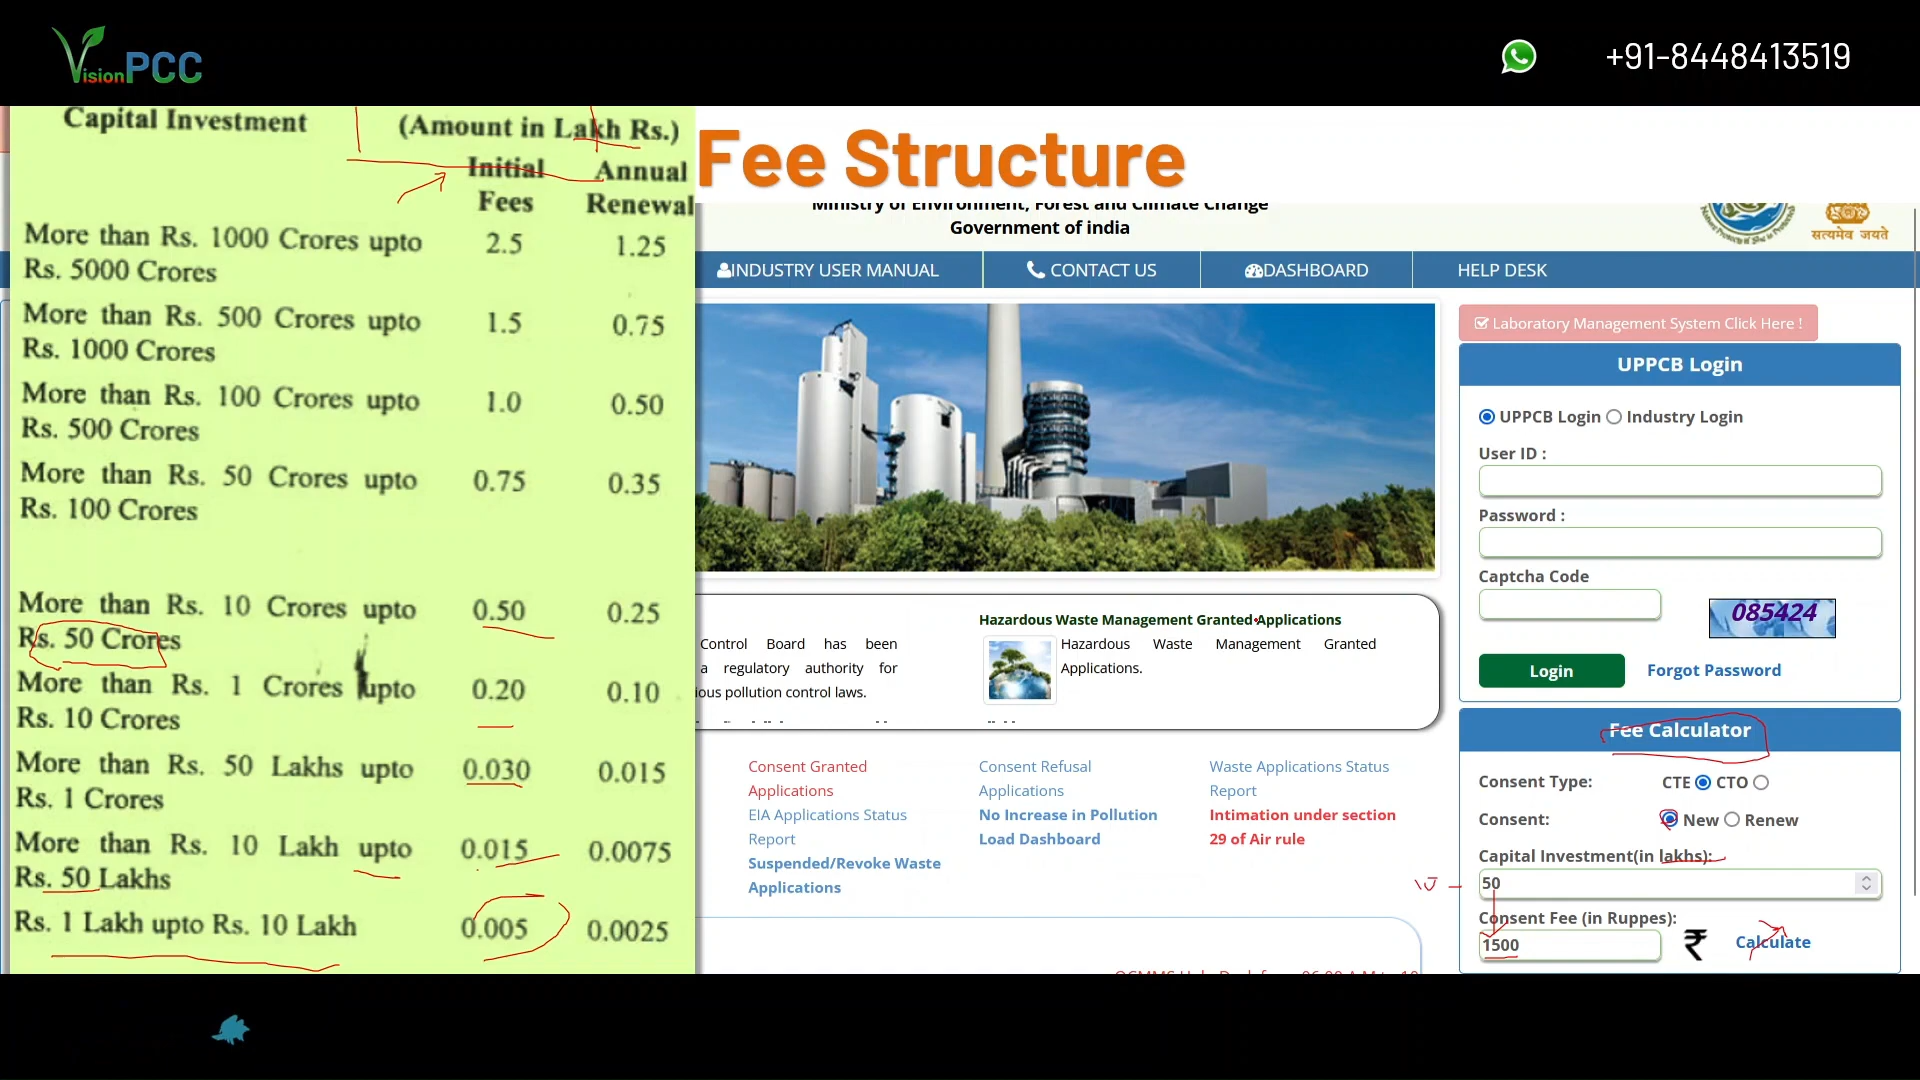 VisionPCC
+91-8448413519
Capital Investment
(Amount in Lakh Rs.)
Initial Fees
Annual Renewal
More than Rs. 1000 Crores upto Rs. 5000 Crores 2.5 1.25
More than Rs. 500 Crores upto Rs. 1000 Crores 1.5 0.75
More than Rs. 100 Crores upto Rs. 500 Crores 1.0 0.50
More than Rs. 50 Crores upto Rs. 100 Crores 0.75 0.35
More than Rs. 10 Crores upto Rs. 50 Crores 0.50 0.25
More than Rs. 1 Crores upto Rs. 10 Crores 0.20 0.10
More than Rs. 50 Lakhs upto Rs. 1 Crores 0.030 0.015
More than Rs. 10 Lakh upto Rs. 50 Lakhs 0.015 0.0075
Rs. 1 Lakh upto Rs. 10 Lakh 0.005 0.0025
Fee Structure
Ministry of Environment, Forest and Climate Change
Government of india
सत्यमेव जयते
INDUSTRY USER MANUAL
CONTACT US
DASHBOARD
HELP DESK
Control Board has been
a regulatory authority for
ious pollution control laws.
Hazardous Waste Management Granted Applications
Hazardous Waste Management Granted
Applications.
Consent Granted
Applications
EIA Applications Status
Report
Suspended/Revoke Waste
Applications
Consent Refusal
Applications
No Increase in Pollution
Load Dashboard
Waste Applications Status
Report
Intimation under section
29 of Air rule
Laboratory Management System Click Here !
UPPCB Login
UPPCB Login Industry Login
User ID :
Password :
Captcha Code
085424
Login
Forgot Password
Fee Calculator
Consent Type: CTE CTO
Consent: New Renew
Capital Investment(in lakhs):
50
Consent Fee (in Ruppes):
1500
₹
Calculate